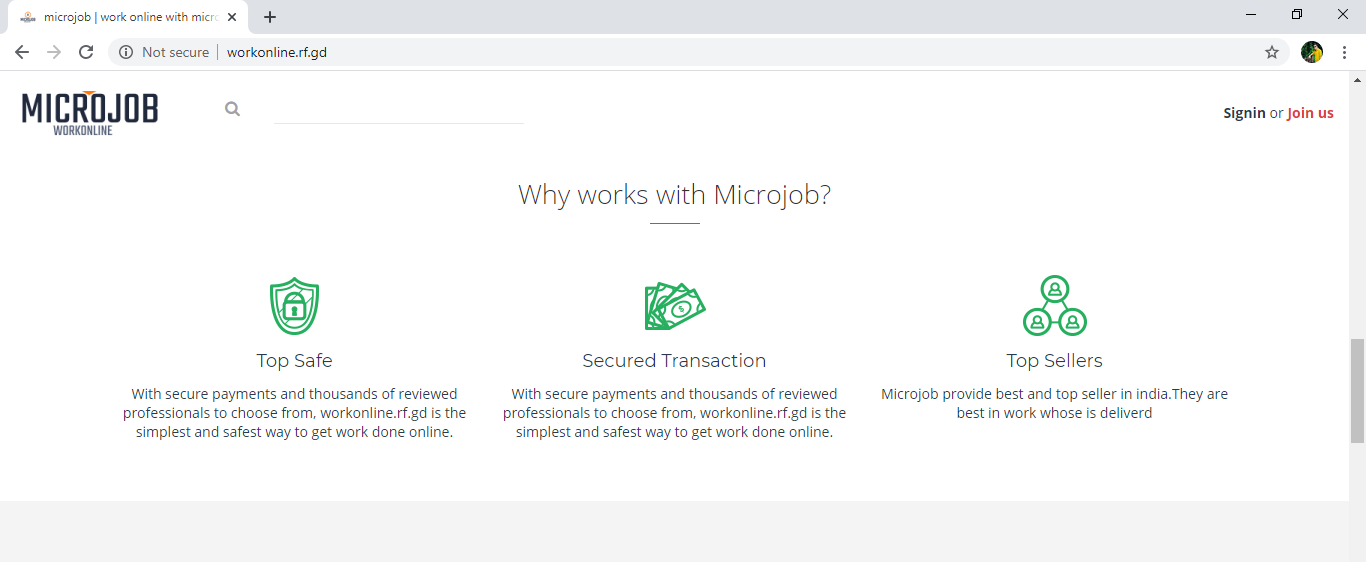 microjob | work online with micro
Not secure
workonline.rf.gd
MICROJOB
WORKONLINE
Signin or Join us
Why works with Microjob?
Top Safe
With secure payments and thousands of reviewed
professionals to choose from, workonline.rf.gd is the
simplest and safest way to get work done online.
Secured Transaction
With secure payments and thousands of reviewed
professionals to choose from, workonline.rf.gd is the
simplest and safest way to get work done online.
Top Sellers
Microjob provide best and top seller in india.They are
best in work whose is deliverd